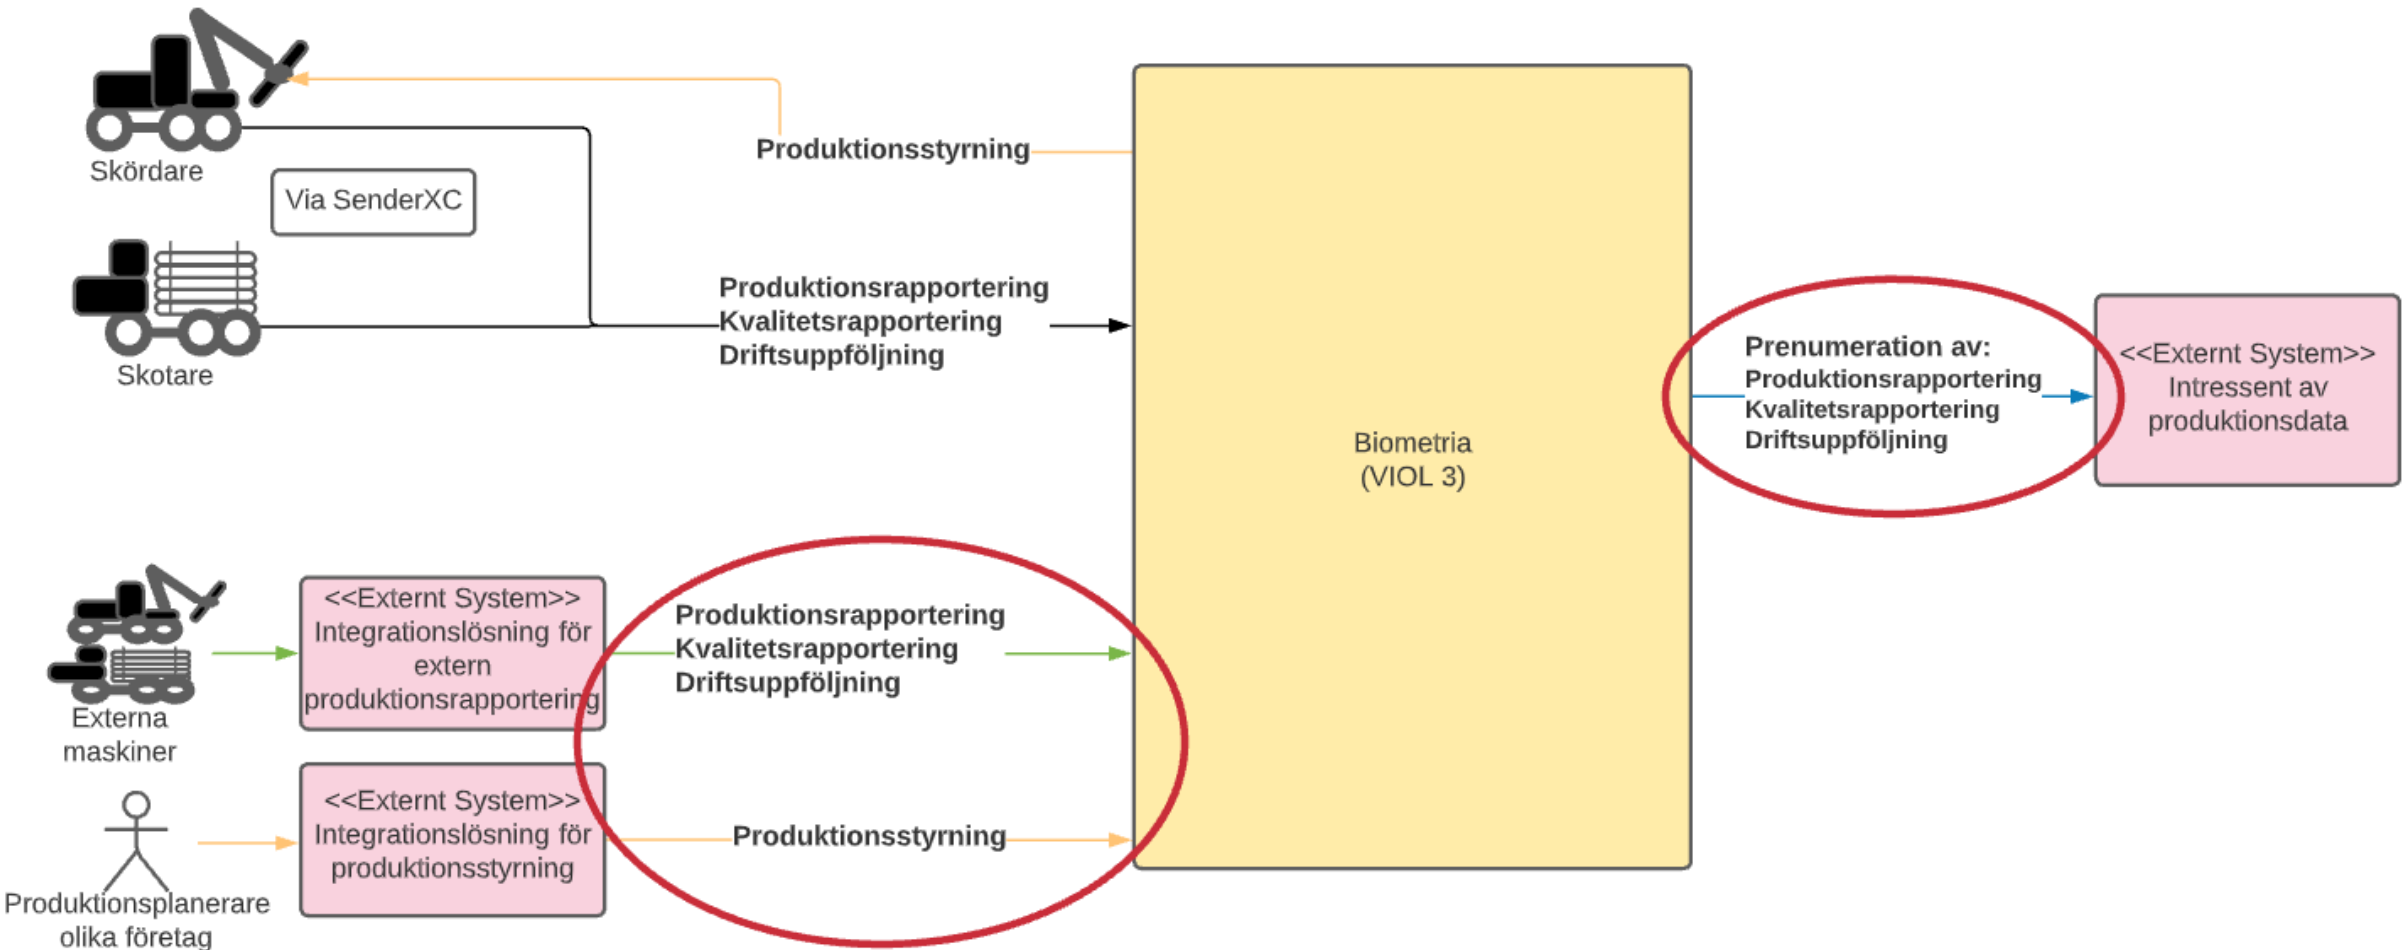 Skördare
Via SenderXC
Skotare
Produktionsstyrning
Produktionsrapportering
Kvalitetsrapportering
Driftsuppföljning
Biometria
(VIOL 3)
Prenumeration av:
Produktionsrapportering
Kvalitetsrapportering
Driftsuppföljning
<<Externt System>>
Intressent av
produktionsdata
Externa
maskiner
<<Externt System>>
Integrationslösning för
extern
produktionsrapportering
Produktionsrapportering
Kvalitetsrapportering
Driftsuppföljning
Produktionsplanerare
olika företag
<<Externt System>>
Integrationslösning för
produktionsstyrning
Produktionsstyrning